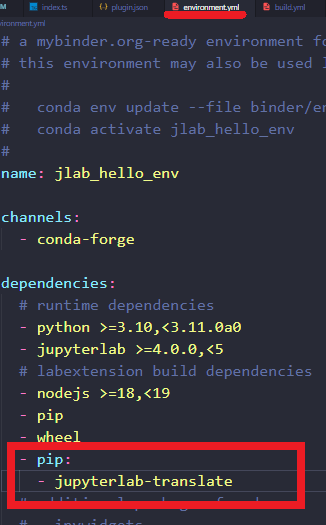 M index.ts plugin.json environment.yml build.yml
ironment.yml
# a mybinder.org-ready environment fo
# this environment may also be used l
#
# conda env update --file binder/en
# conda activate jlab_hello_env
#
name: jlab_hello_env
channels:
- conda-forge
dependencies:
# runtime dependencies
- python >=3.10,<3.11.0a0
- jupyterlab >=4.0.0,<5
# labextension build dependencies
- nodejs >=18,<19
- pip
- wheel
- pip:
- jupyterlab-translate